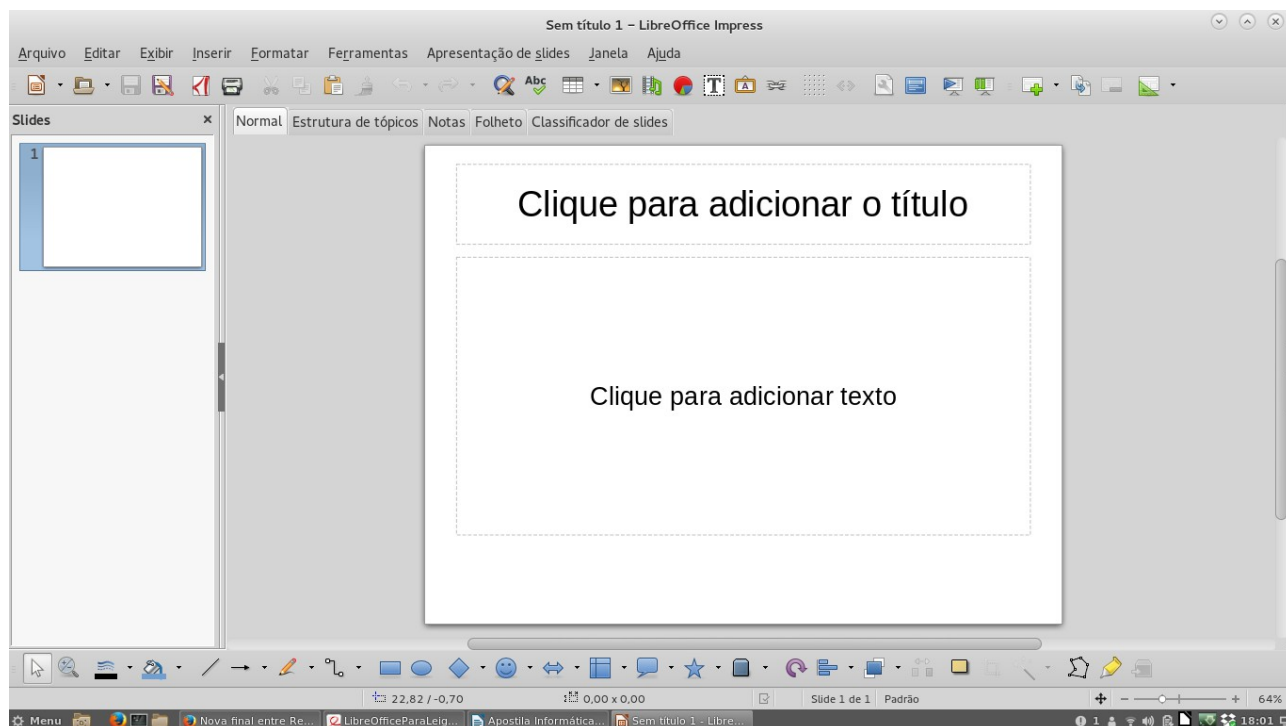 Sem título 1 – LibreOffice Impress
Arquivo Editar Exibir Inserir Formatar Ferramentas Apresentação de slides Janela Ajuda
Abc
T
A
Slides × Normal Estrutura de tópicos Notas Folheto Classificador de slides
1
Clique para adicionar o título
Clique para adicionar texto
22,82 / -0,70 0,00 x 0,00 Slide 1 de 1 Padrão 64%
Menu Nova final entre Re... LibreOfficeParaLeig... Apostila Informática... Sem título 1 - Libre... 18:01